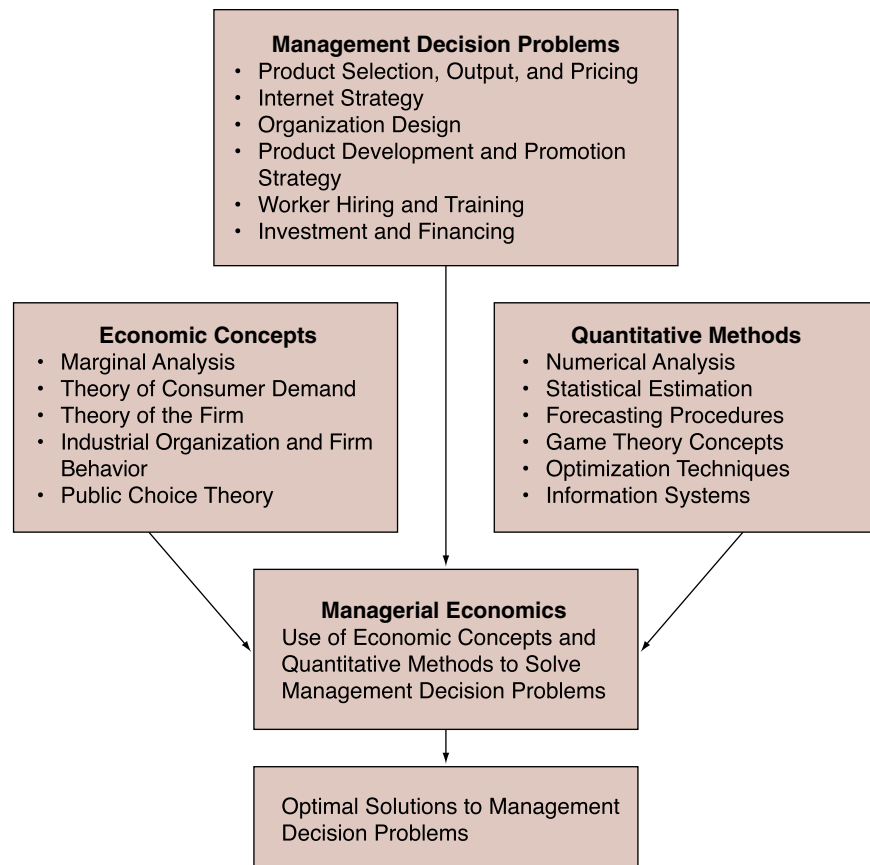 Management Decision Problems
• Product Selection, Output, and Pricing
• Internet Strategy
• Organization Design
• Product Development and Promotion
Strategy
• Worker Hiring and Training
• Investment and Financing
Economic Concepts
• Marginal Analysis
• Theory of Consumer Demand
• Theory of the Firm
• Industrial Organization and Firm
Behavior
• Public Choice Theory
Quantitative Methods
• Numerical Analysis
• Statistical Estimation
• Forecasting Procedures
• Game Theory Concepts
• Optimization Techniques
• Information Systems
Managerial Economics
Use of Economic Concepts and
Quantitative Methods to Solve
Management Decision Problems
Optimal Solutions to Management
Decision Problems